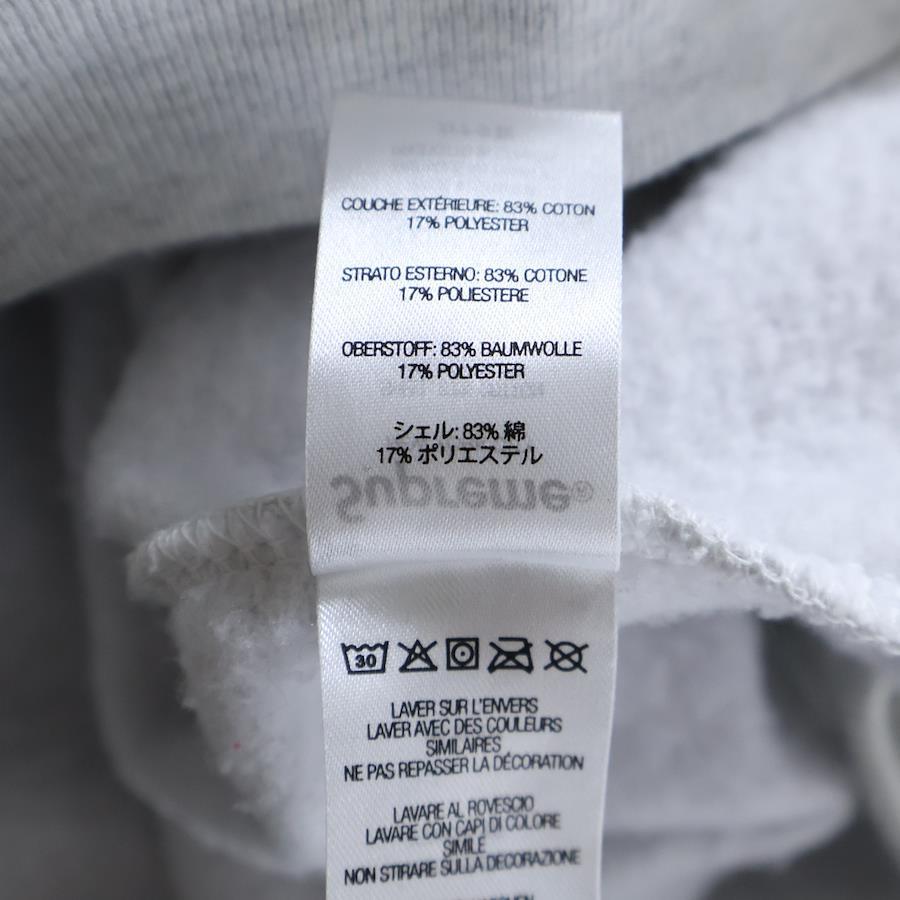 COUCHE EXTÉRIEURE: 83% COTON
17% POLYESTER
STRATO ESTERNO: 83% COTONE
17% POLIESTERE
OBERSTOFF: 83% BAUMWOLLE
17% POLYESTER
シェル: 83% 綿
17% ポリエステル
Supreme®
30
LAVER SUR L'ENVERS
LAVER AVEC DES COULEURS
SIMILAIRES
NE PAS REPASSER LA DÉCORATION
LAVARE AL ROVESCIO
LAVARE CON CAPI DI COLORE
SIMILE
NON STIRARE SULLA DECORAZIONE